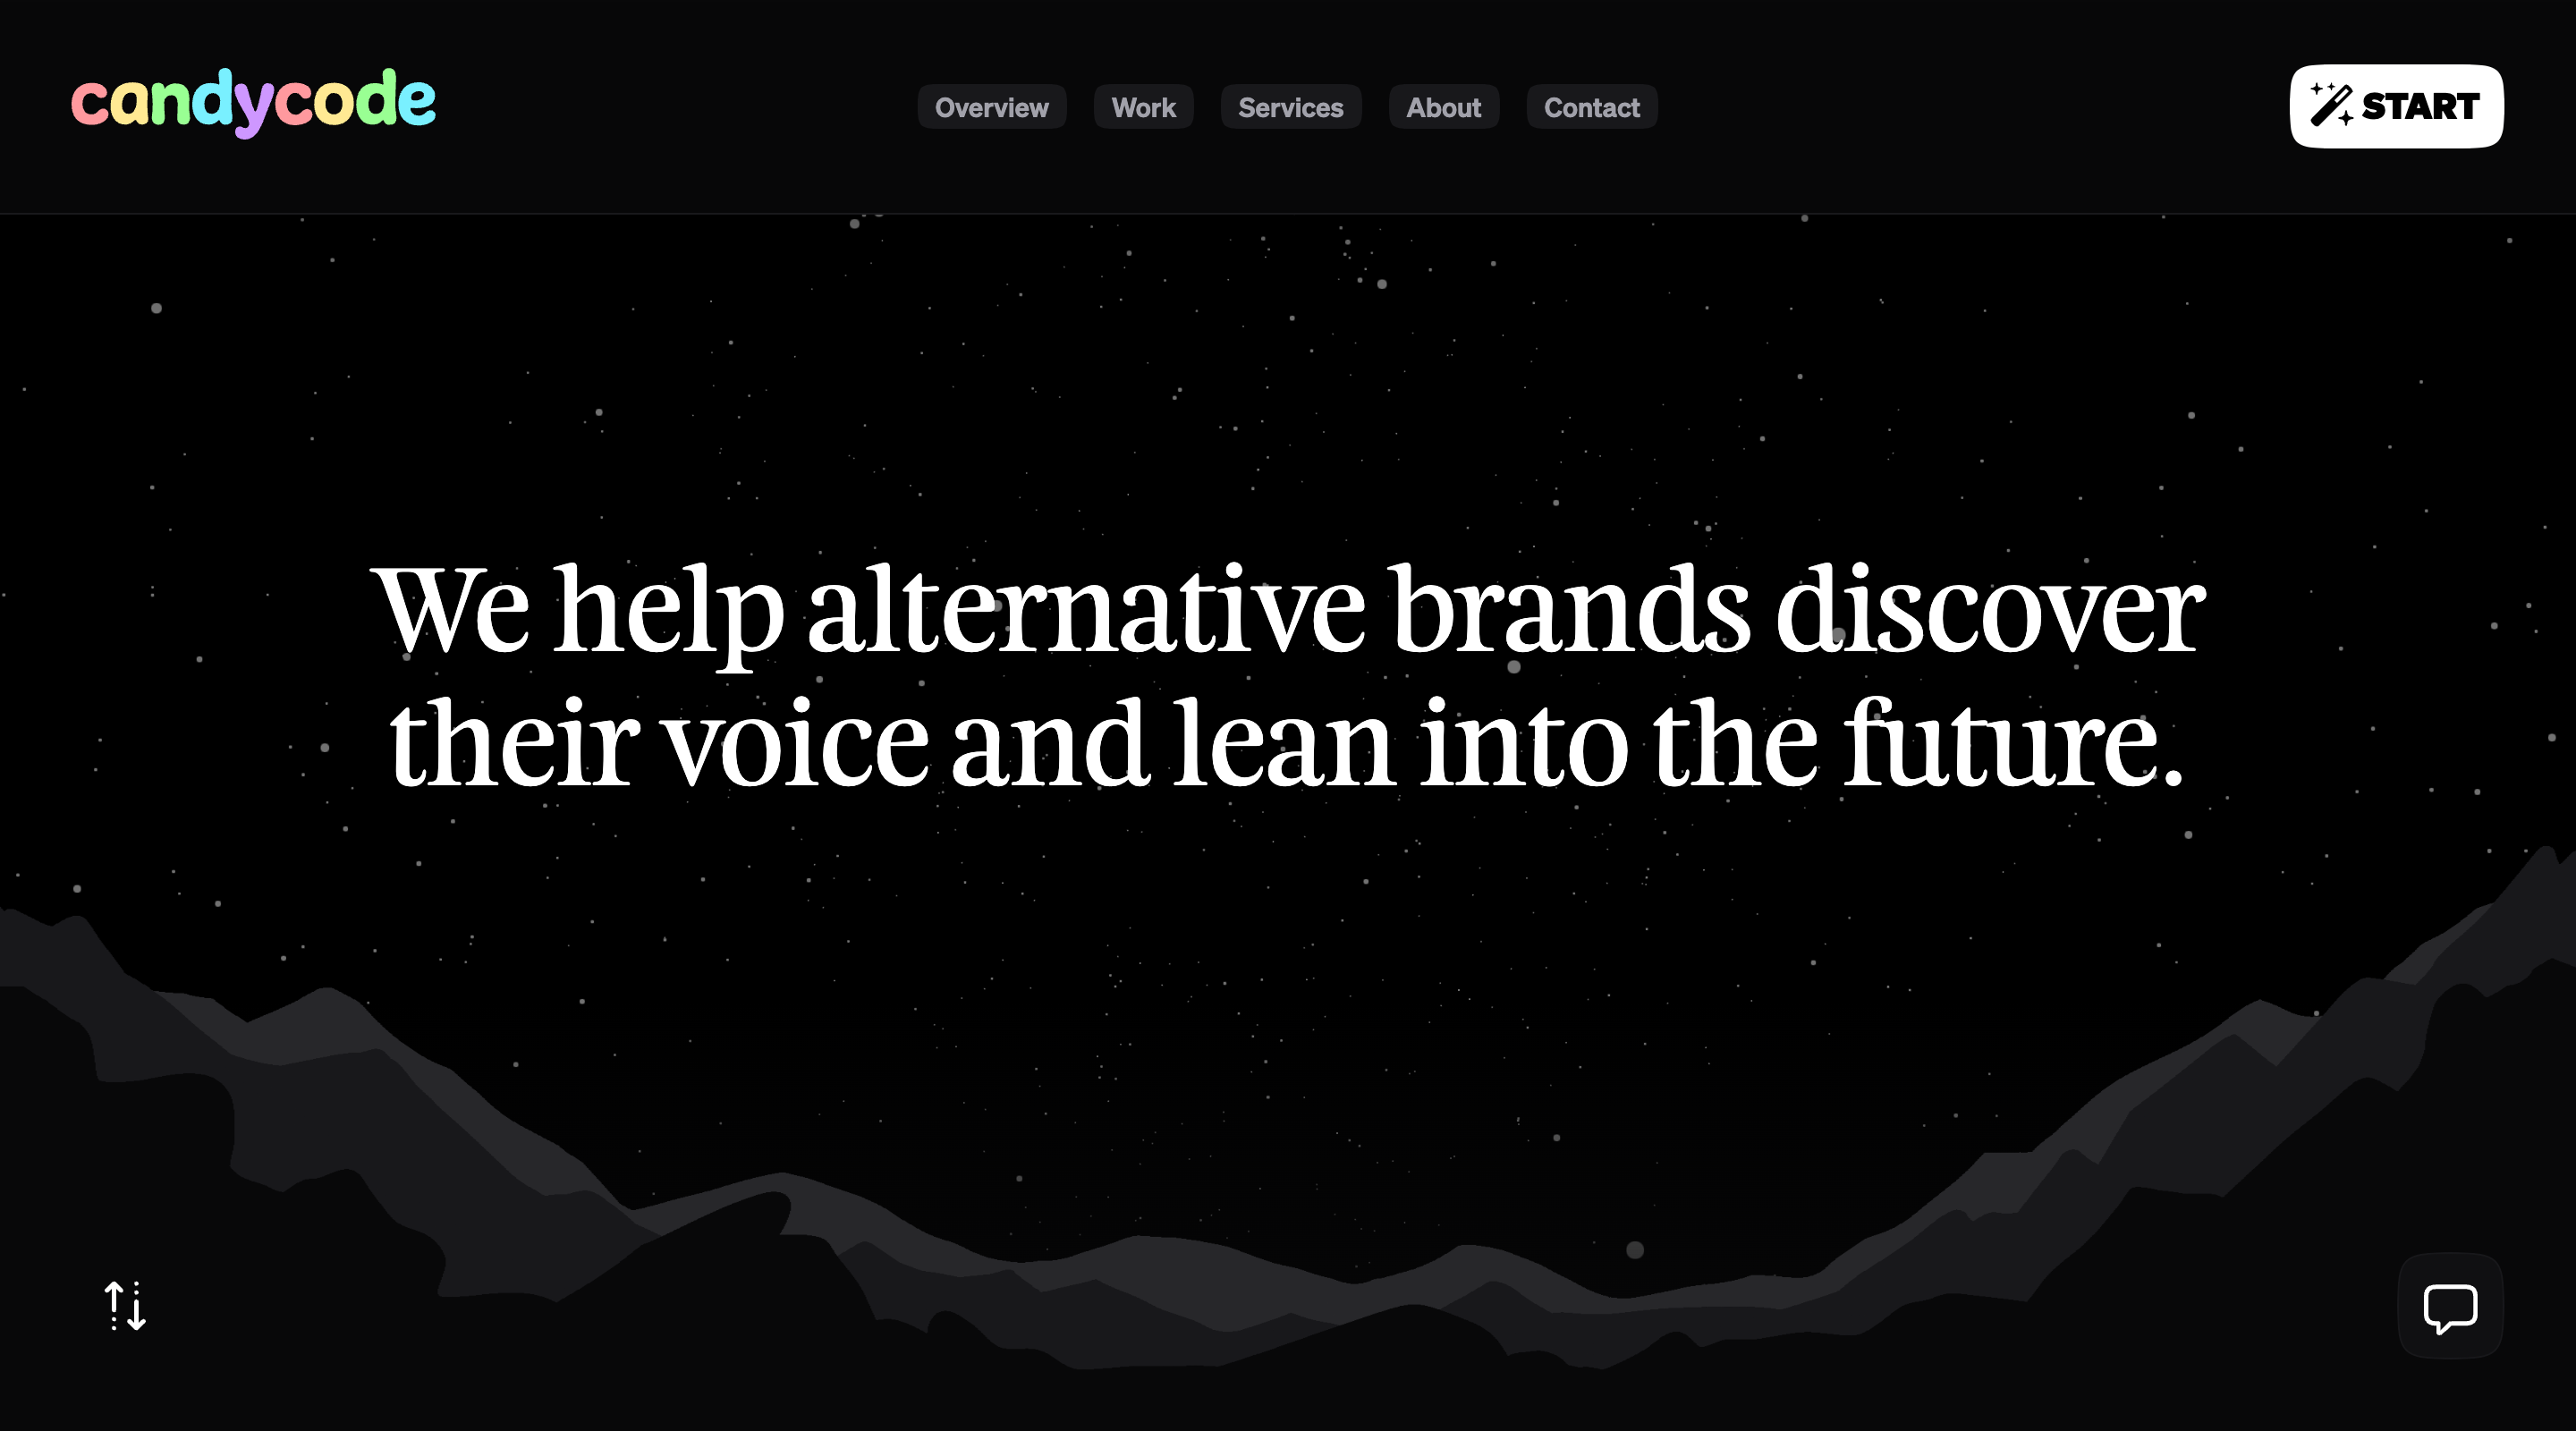 candycode
Overview
Work
Services
About
Contact
START
We help alternative brands discover
their voice and lean into the future.